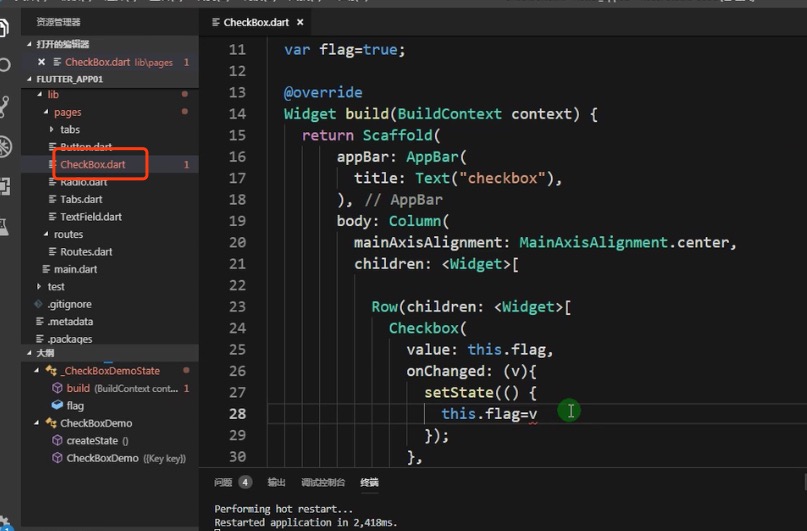 资源管理器
打开的编辑器
CheckBox.dart lib\pages 1
FLUTTER_APP01
lib
pages
tabs
Button.dart
CheckBox.dart 1
Radio.dart
Tabs.dart
TextField.dart
routes
Routes.dart
main.dart
test
.gitignore
.metadata
.packages
大纲
_CheckBoxDemoState
build (BuildContext cont... 1
flag
CheckBoxDemo
createState ()
CheckBoxDemo ({Key key})
CheckBox.dart
11 var flag=true;
12
13 @override
14 Widget build(BuildContext context) {
15 return Scaffold(
16 appBar: AppBar(
17 title: Text("checkbox"),
18 ), // AppBar
19 body: Column(
20 mainAxisAlignment: MainAxisAlignment.center,
21 children: <Widget>[
22
23 Row(children: <Widget>[
24 Checkbox(
25 value: this.flag,
26 onChanged: (v){
27 setState(() {
28 this.flag=v
29 });
30 },
问题 4 输出 调试控制台 终端
Performing hot restart...
Restarted application in 2,418ms.